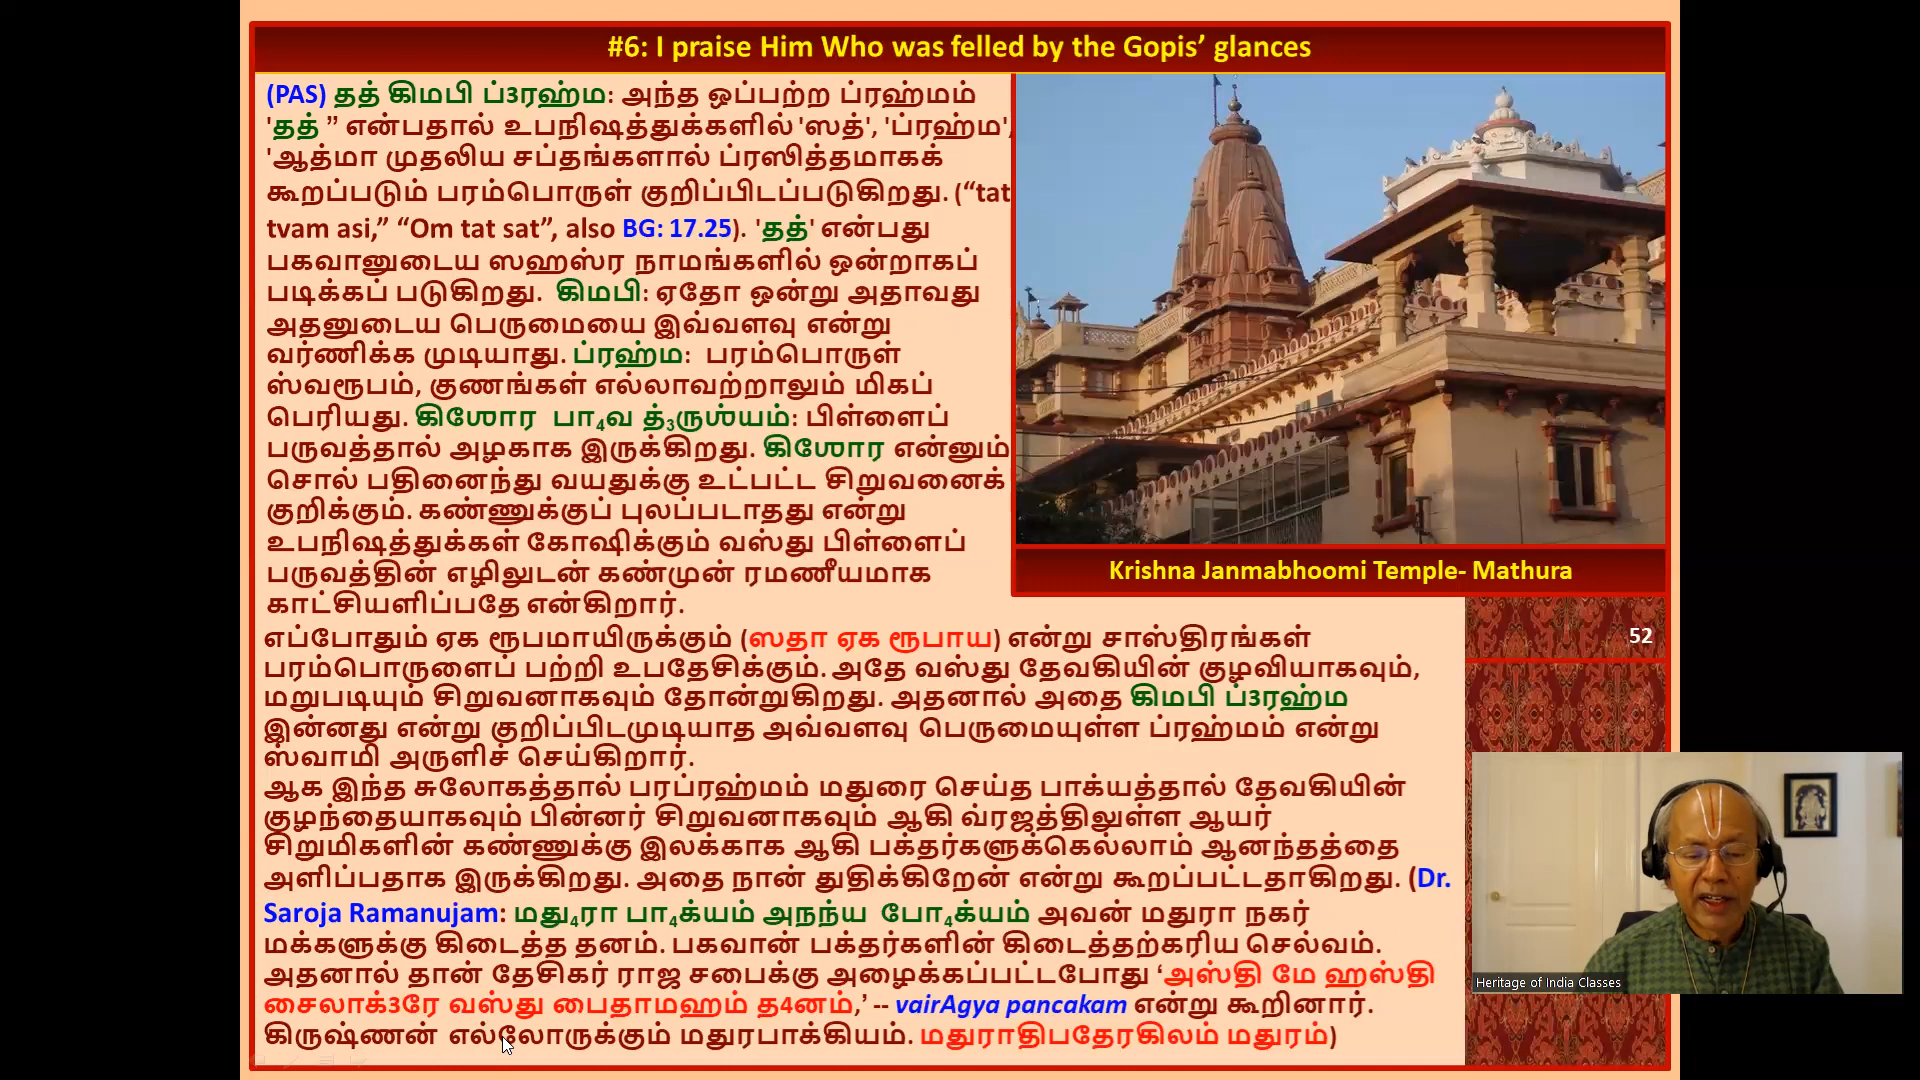 #6: I praise Him Who was felled by the Gopis’ glances
(PAS) தத் கிமபி ப்3ரஹ்ம: அந்த ஒப்பற்ற ப்ரஹ்மம்
'தத் ” என்பதால் உபநிஷத்துக்களில் 'ஸத்', 'ப்ரஹ்ம',
'ஆத்மா முதலிய சப்தங்களால் ப்ரஸித்தமாகக்
கூறப்படும் பரம்பொருள் குறிப்பிடப்படுகிறது. (“tat
tvam asi,” “Om tat sat”, also BG: 17.25). 'தத்' என்பது
பகவானுடைய ஸஹஸ்ர நாமங்களில் ஒன்றாகப்
படிக்கப் படுகிறது. கிமபி: ஏதோ ஒன்று அதாவது
அதனுடைய பெருமையை இவ்வளவு என்று
வர்ணிக்க முடியாது. ப்ரஹ்ம: பரம்பொருள்
ஸ்வரூபம், குணங்கள் எல்லாவற்றாலும் மிகப்
பெரியது. கிஶோர பா4வ த்3ருஶ்யம்: பிள்ளைப்
பருவத்தால் அழகாக இருக்கிறது. கிஶோர என்னும்
சொல் பதினைந்து வயதுக்கு உட்பட்ட சிறுவனைக்
குறிக்கும். கண்ணுக்குப் புலப்படாதது என்று
உபநிஷத்துக்கள் கோஷிக்கும் வஸ்து பிள்ளைப்
பருவத்தின் எழிலுடன் கண்முன் ரமணீயமாக
காட்சியளிப்பதே என்கிறார்.
Krishna Janmabhoomi Temple- Mathura
52
எப்போதும் ஏக ரூபமாயிருக்கும் (ஸதா ஏக ரூபாய) என்று சாஸ்திரங்கள்
பரம்பொருளைப் பற்றி உபதேசிக்கும். அதே வஸ்து தேவகியின் குழவியாகவும்,
மறுபடியும் சிறுவனாகவும் தோன்றுகிறது. அதனால் அதை கிமபி ப்3ரஹ்ம
இன்னது என்று குறிப்பிடமுடியாத அவ்வளவு பெருமையுள்ள ப்ரஹ்மம் என்று
ஸ்வாமி அருளிச் செய்கிறார்.
ஆக இந்த சுலோகத்தால் பரப்ரஹ்மம் மதுரை செய்த பாக்யத்தால் தேவகியின்
குழந்தையாகவும் பின்னர் சிறுவனாகவும் ஆகி வ்ரஜத்திலுள்ள ஆயர்
சிறுமிகளின் கண்ணுக்கு இலக்காக ஆகி பக்தர்களுக்கெல்லாம் ஆனந்தத்தை
அளிப்பதாக இருக்கிறது. அதை நான் துதிக்கிறேன் என்று கூறப்பட்டதாகிறது. (Dr.
Saroja Ramanujam: மது4ரா பா4க்யம் அநந்ய போ4க்யம் அவன் மதுரா நகர்
மக்களுக்கு கிடைத்த தனம். பகவான் பக்தர்களின் கிடைத்தற்கரிய செல்வம்.
அதனால் தான் தேசிகர் ராஜ சபைக்கு அழைக்கப்பட்டபோது ‘அஸ்தி மே ஹஸ்தி
சைலாக்3ரே வஸ்து பைதாமஹம் த4னம்,’ -- vairAgya pancakam என்று கூறினார்.
கிருஷ்ணன் எல்லோருக்கும் மதுரபாக்கியம். மதுராதிபதேரகிலம் மதுரம்)
Heritage of India Classes